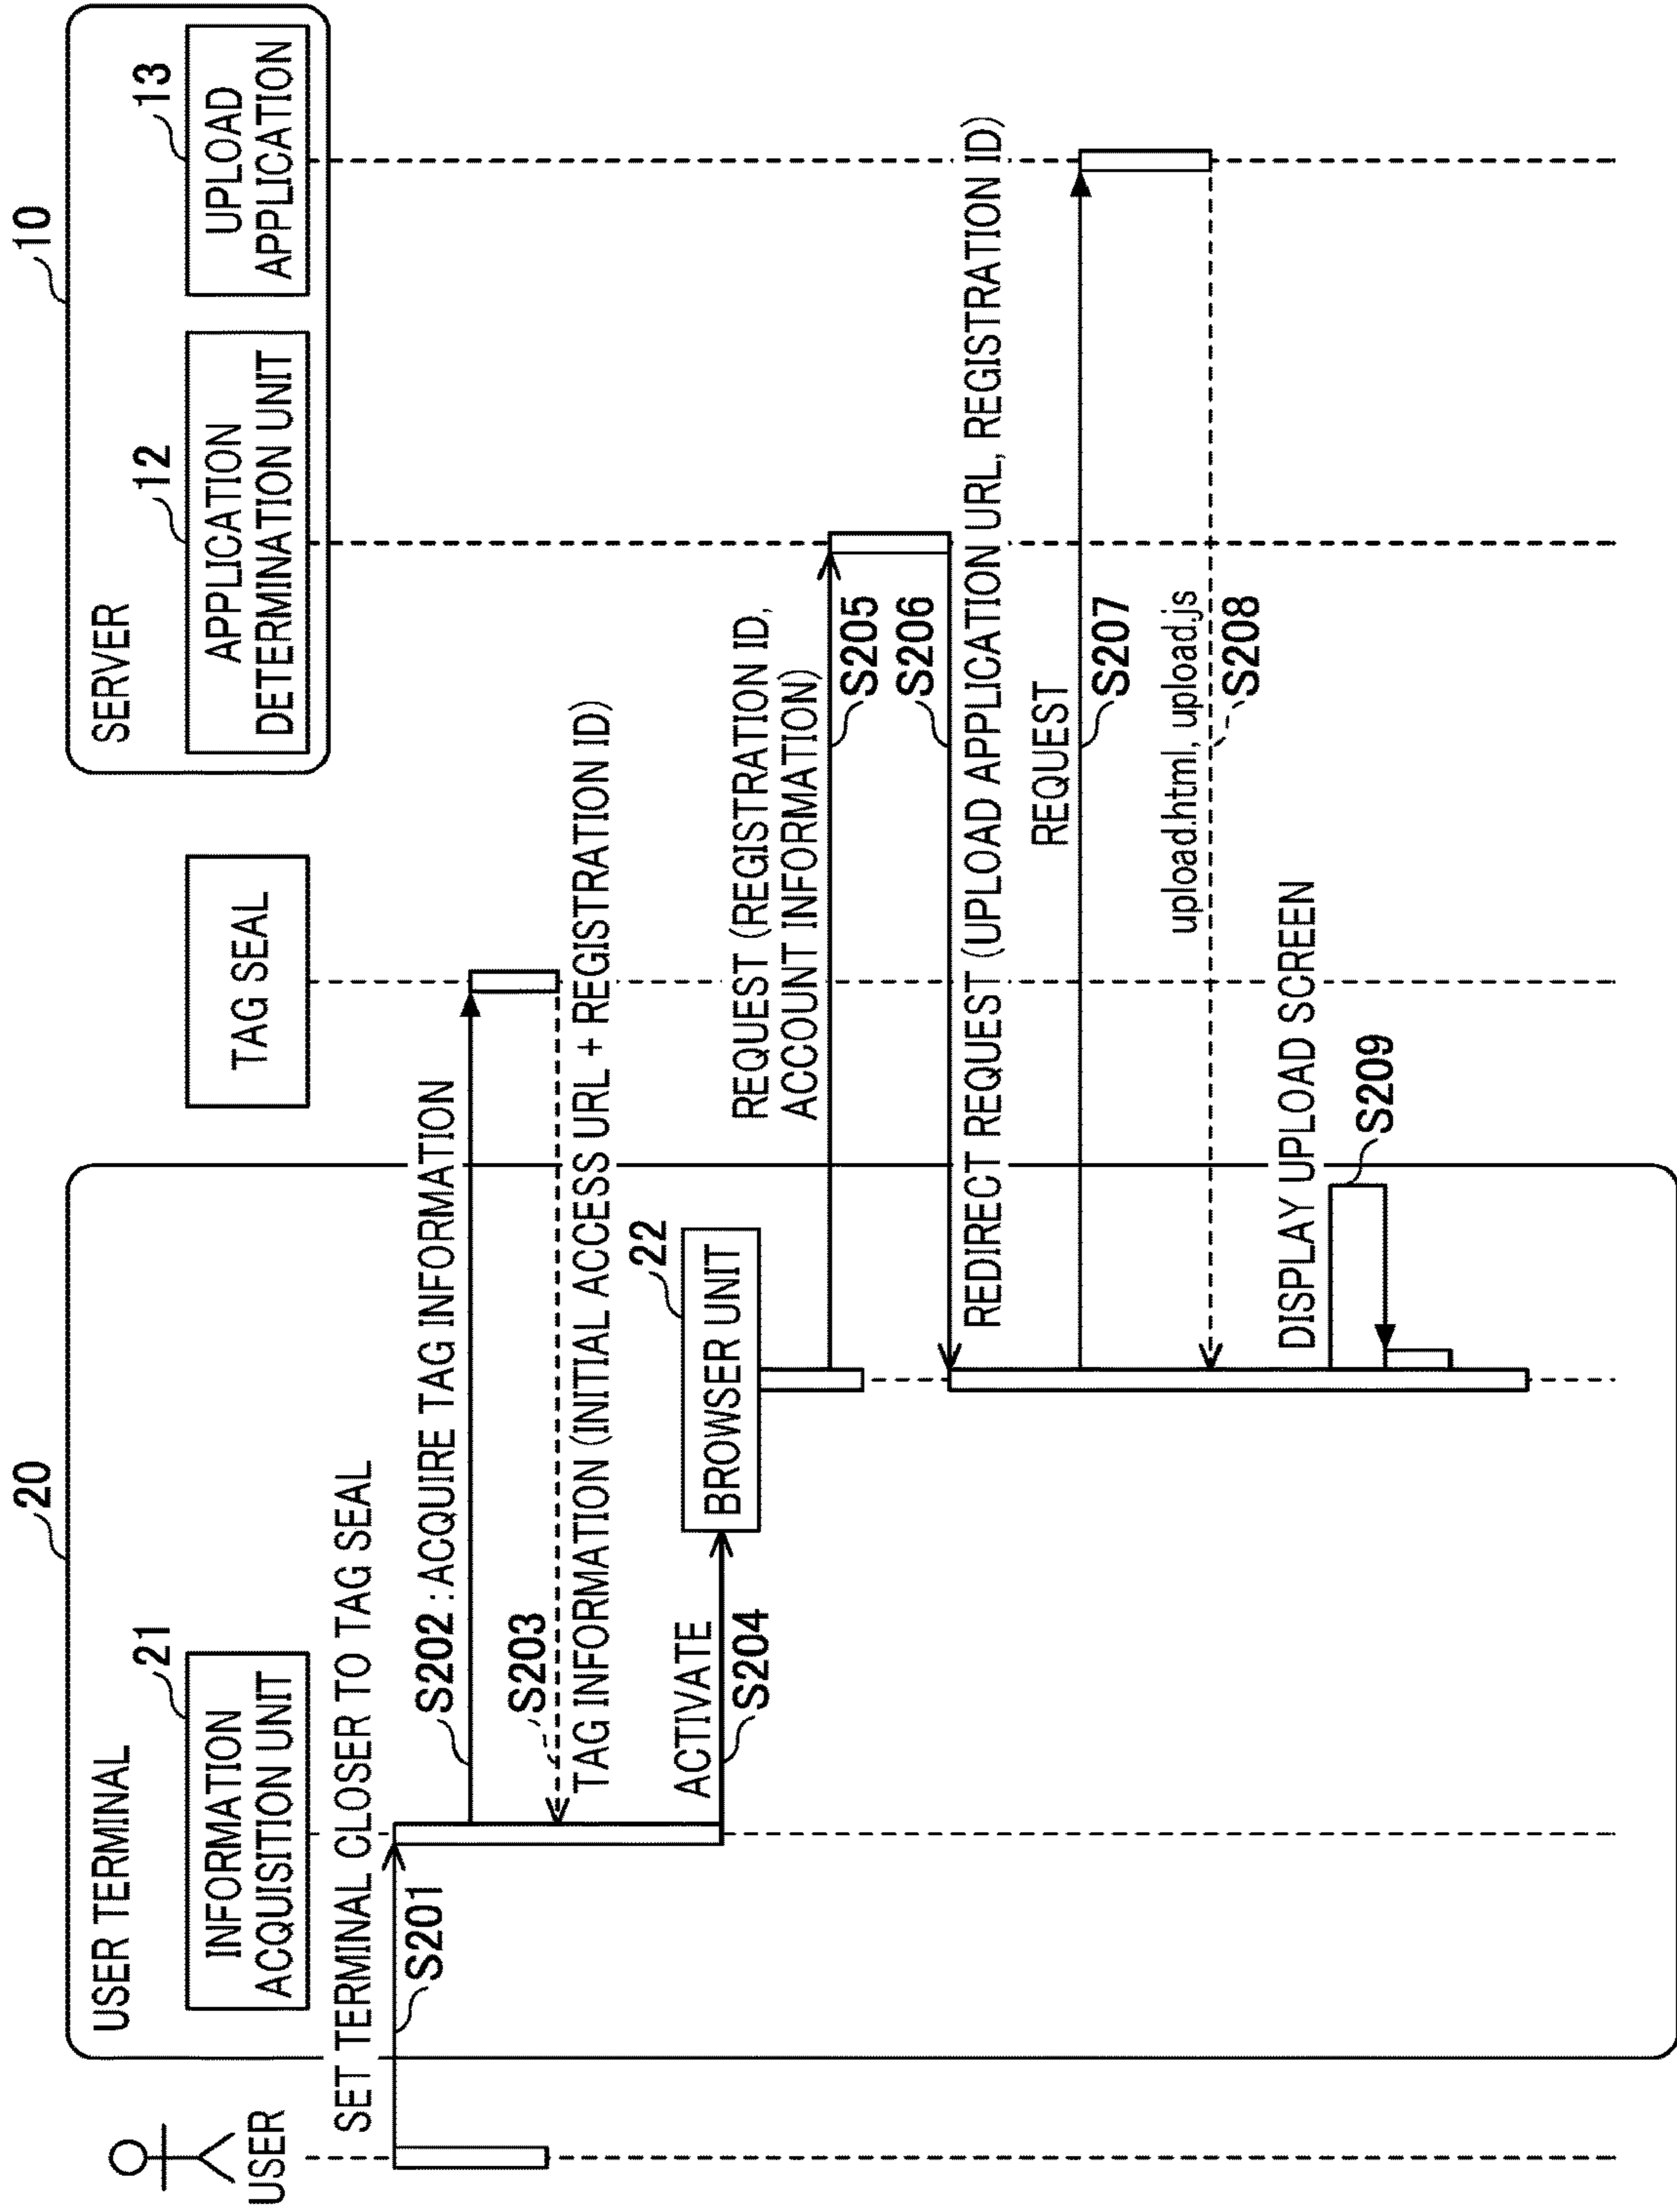 20
10
USER TERMINAL
SERVER
21
12
13
USER
INFORMATION
ACQUISITION UNIT
TAG SEAL
APPLICATION
DETERMINATION UNIT
UPLOAD
APPLICATION
SET TERMINAL CLOSER TO TAG SEAL
S201
S202 : ACQUIRE TAG INFORMATION
S203
TAG INFORMATION (INITIAL ACCESS URL + REGISTRATION ID)
22
ACTIVATE
S204
BROWSER UNIT
REQUEST (REGISTRATION ID,
ACCOUNT INFORMATION)
S205
S206
REDIRECT REQUEST (UPLOAD APPLICATION URL, REGISTRATION ID)
REQUEST
S207
upload.html, upload.js
S208
DISPLAY UPLOAD SCREEN
S209